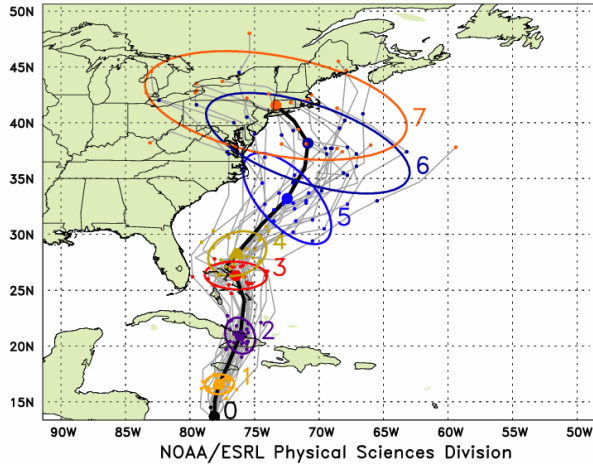 50N
45N
40N
35N
30N
25N
20N
15N
7
6
5
4
3
2
1
0
90W 85W 80W 75W 70W 65W 60W 55W 50W
NOAA/ESRL Physical Sciences Division